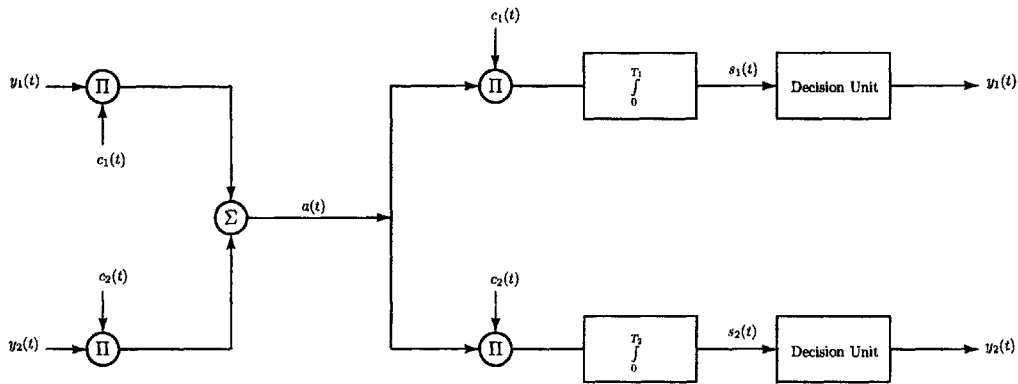 c₁(t)
y₁(t) Π Π ∫₀^T₁ s₁(t) Decision Unit y₁(t)
c₁(t)
Σ a(t)
c₂(t) c₂(t)
y₂(t) Π Π ∫₀^T₂ s₂(t) Decision Unit y₂(t)